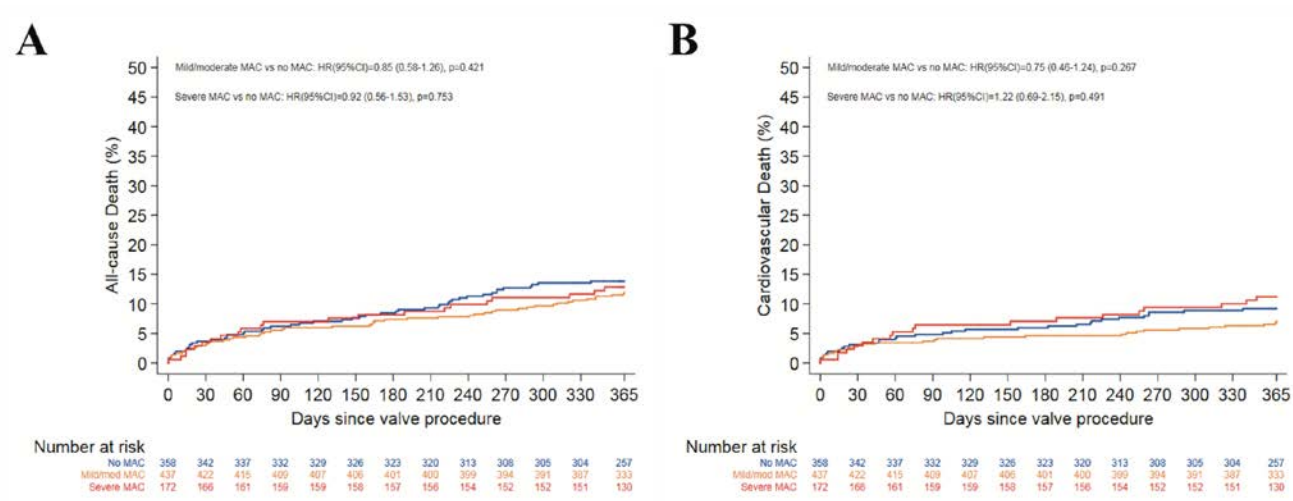 A
Mild/moderate MAC vs no MAC: HR(95%CI)=0.85 (0.58-1.26), p=0.421
Severe MAC vs no MAC: HR(95%CI)=0.92 (0.56-1.53), p=0.753
All-cause Death (%)
50
45
40
35
30
25
20
15
10
5
0
0 30 60 90 120 150 180 210 240 270 300 330 365
Days since valve procedure
Number at risk
No MAC 358 342 337 332 329 326 323 320 313 308 305 304 257
Mild/mod MAC 437 422 415 409 407 406 401 400 399 394 391 387 333
Severe MAC 172 166 161 159 159 158 157 156 154 152 152 151 130
B
Mild/moderate MAC vs no MAC: HR(95%CI)=0.75 (0.46-1.24), p=0.267
Severe MAC vs no MAC: HR(95%CI)=1.22 (0.69-2.15), p=0.491
Cardiovascular Death (%)
50
45
40
35
30
25
20
15
10
5
0
0 30 60 90 120 150 180 210 240 270 300 330 365
Days since valve procedure
Number at risk
No MAC 358 342 337 332 329 326 323 320 313 308 305 304 257
Mild/mod MAC 437 422 415 409 407 406 401 400 399 394 391 387 333
Severe MAC 172 166 161 159 159 158 157 156 154 152 152 151 130